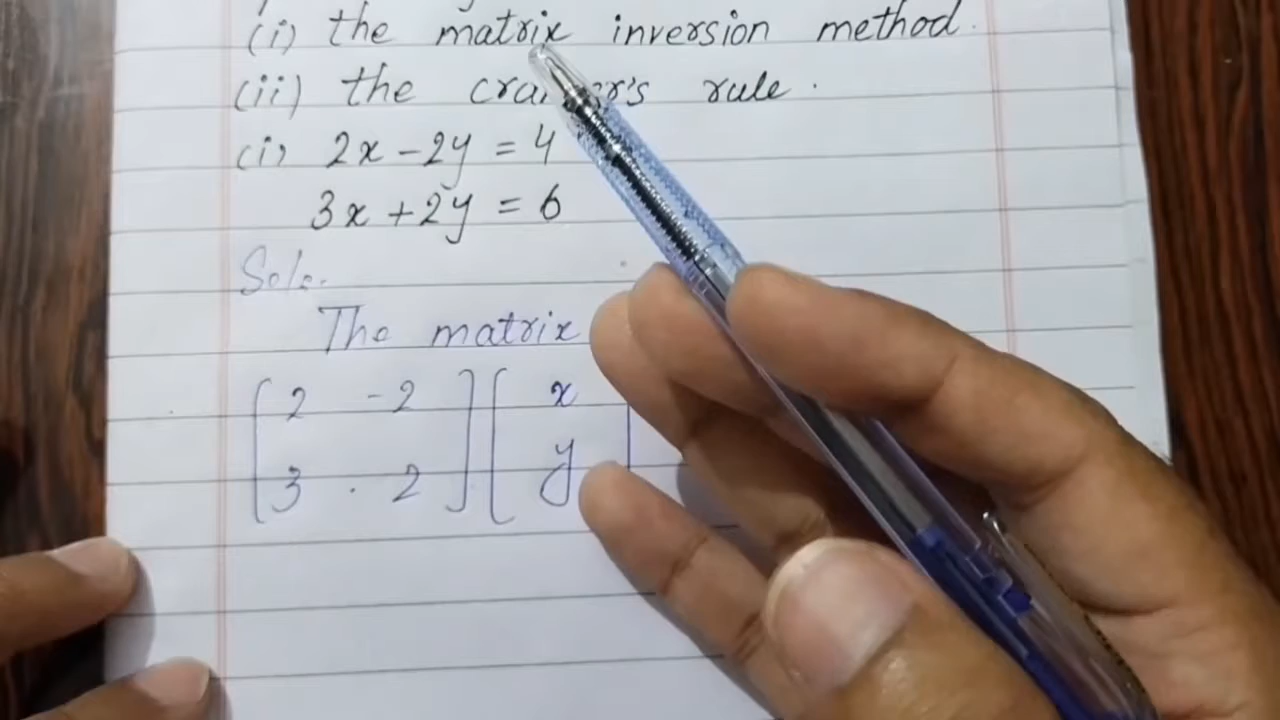 (i) the matrix inversion method.
(ii) the rule.
(i) 2x - 2y = 4
3x + 2y = 6
Soln.
The matrix
[ 2 -2 ] [ x
3 . 2 ] [ y